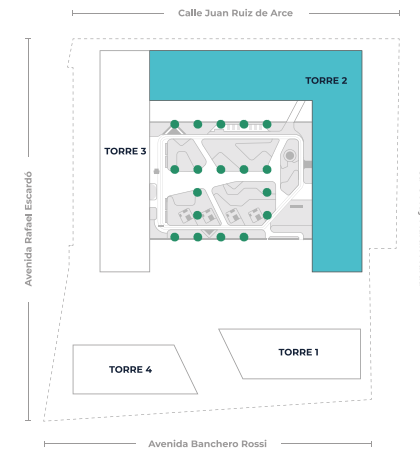 Calle Juan Ruiz de Arce
TORRE 2
TORRE 3
Avenida Rafael Escardó
TORRE 1
TORRE 4
Avenida Banchero Rossi